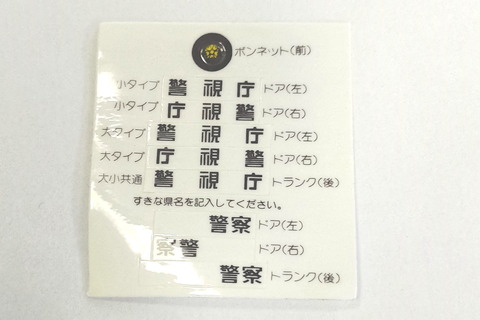 ボンネット(前)
小タイプ 警視庁 ドア(左)
小タイプ 庁視警 ドア(右)
大タイプ 警視庁 ドア(左)
大タイプ 庁視警 ドア(右)
大小共通 警視庁 トランク(後)
すきな県名を記入してください。
警察 ドア(左)
察警 ドア(右)
警察 トランク(後)